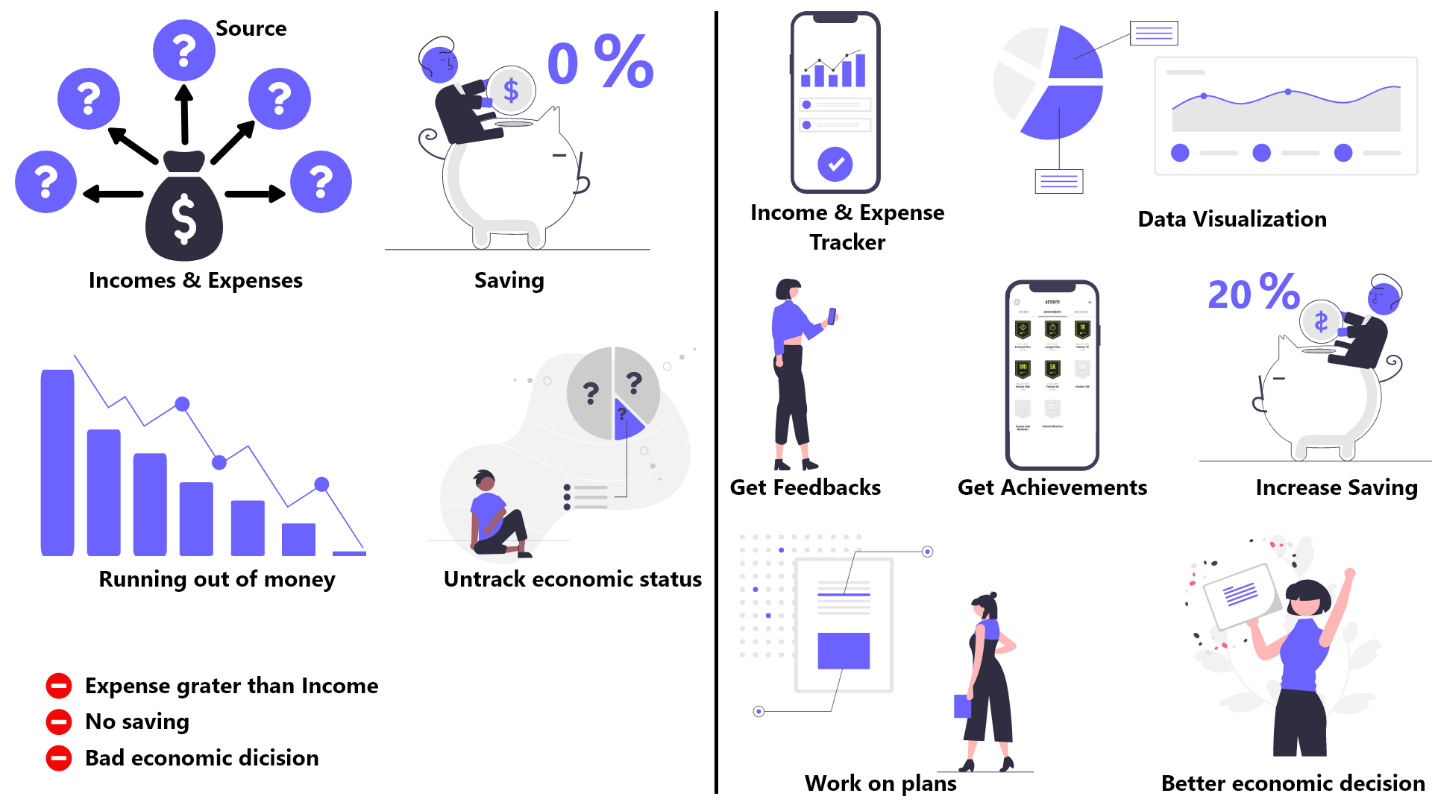 Source
?
?
?
?
?
$
Incomes & Expenses
$
0 %
Saving
Running out of money
?
?
?
Untrack economic status
Expense grater than Income
No saving
Bad economic dicision
Income & Expense
Tracker
Data Visualization
Get Feedbacks
ACTIVITY
ACHIEVEMENTS
Get Achievements
20 %
$
Increase Saving
Work on plans
Better economic decision